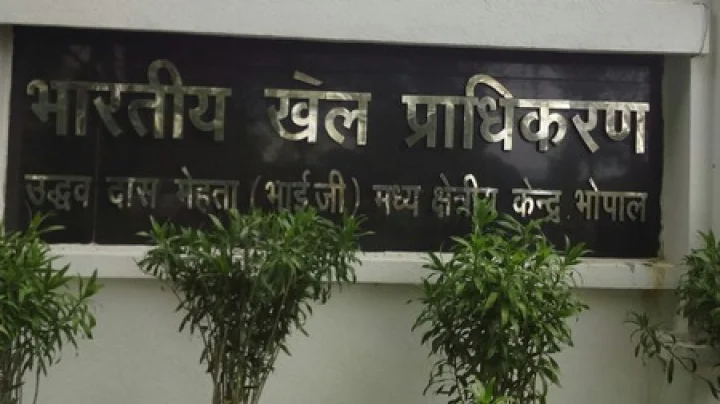 भारतीय खेल प्राधिकरण
उद्धव दास मेहता (भाई जी) मध्य क्षेत्रीय केन्द्र भोपाल